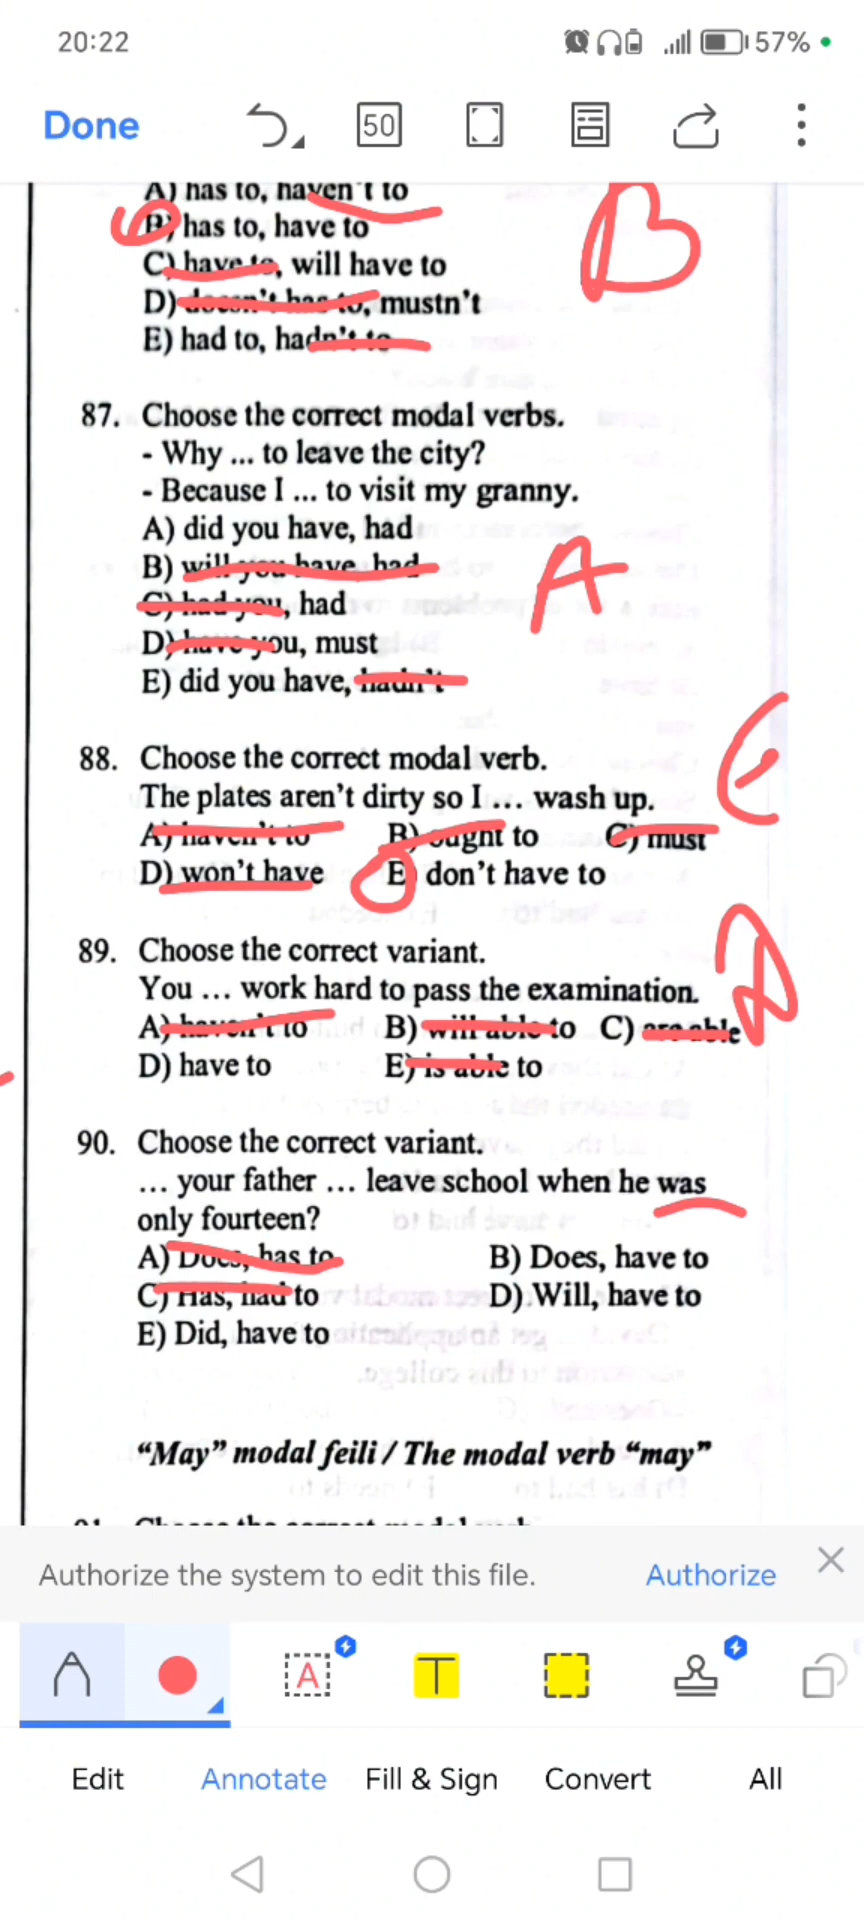 20:22
57%
Done
50
A) has to, haven't to
B) has to, have to
B
C) have to, will have to
D) doesn't has to, mustn't
E) had to, hadn't to
87. Choose the correct modal verbs.
- Why ... to leave the city?
- Because I ... to visit my granny.
A) did you have, had
B) will you have, had
A
C) had you, had
D) have you, must
E) did you have, hadn't
88. Choose the correct modal verb.
The plates aren't dirty so I ... wash up.
A) haven't to B) ought to C) must
D) won't have E) don't have to
89. Choose the correct variant.
You ... work hard to pass the examination.
A) haven't to B) will able to C) are able
D) have to E) is able to
90. Choose the correct variant.
... your father ... leave school when he was
only fourteen?
A) Does, has to B) Does, have to
C) Has, had to D) Will, have to
E) Did, have to
"May" modal feili / The modal verb "may"
91. Choose the correct modal verb
Authorize the system to edit this file. Authorize
A T
Edit Annotate Fill & Sign Convert All